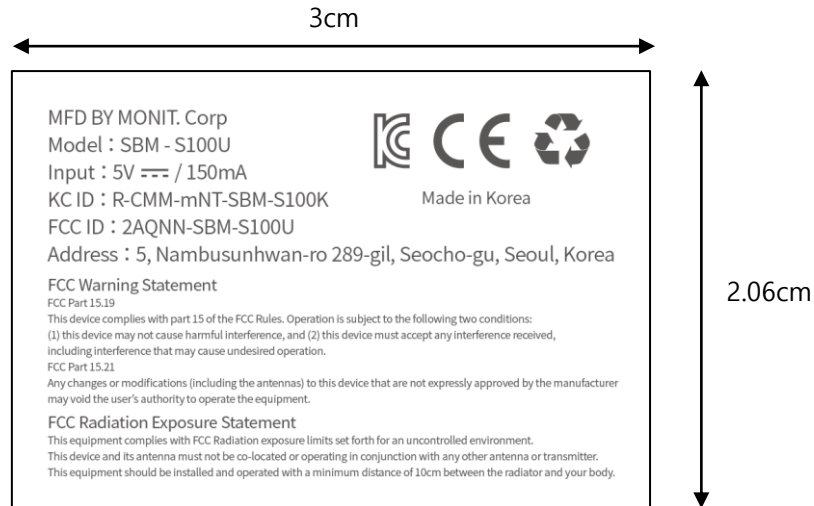 3cm
MFD BY MONIT. Corp
Model : SBM - S100U
Input : 5V ⎓ / 150mA
KC ID : R-CMM-mNT-SBM-S100K
FCC ID : 2AQNN-SBM-S100U
Address : 5, Nambusunhwan-ro 289-gil, Seocho-gu, Seoul, Korea
KC CE
Made in Korea
FCC Warning Statement
FCC Part 15.19
This device complies with part 15 of the FCC Rules. Operation is subject to the following two conditions:
(1) this device may not cause harmful interference, and (2) this device must accept any interference received,
including interference that may cause undesired operation.
FCC Part 15.21
Any changes or modifications (including the antennas) to this device that are not expressly approved by the manufacturer
may void the user's authority to operate the equipment.
FCC Radiation Exposure Statement
This equipment complies with FCC Radiation exposure limits set forth for an uncontrolled environment.
This device and its antenna must not be co-located or operating in conjunction with any other antenna or transmitter.
This equipment should be installed and operated with a minimum distance of 10cm between the radiator and your body.
2.06cm